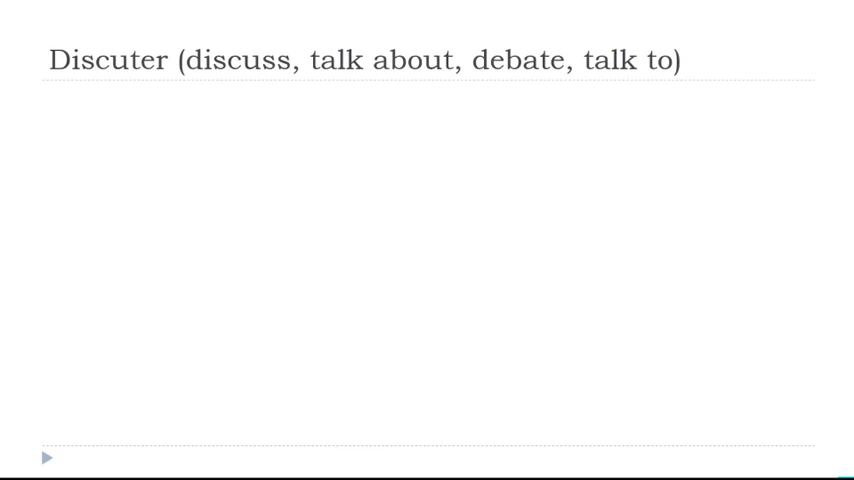 Discuter (discuss, talk about, debate, talk to)